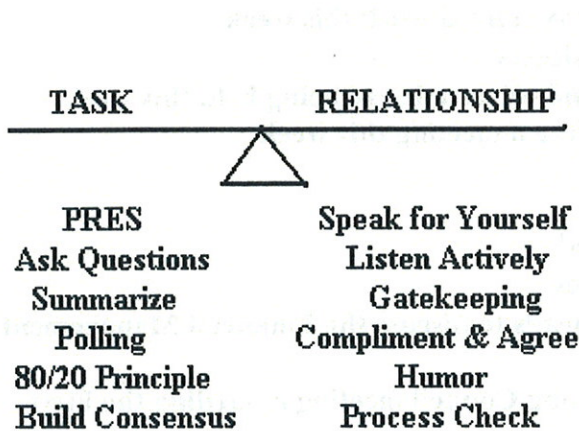 TASK
RELATIONSHIP
PRES
Ask Questions
Summarize
Polling
80/20 Principle
Build Consensus
Speak for Yourself
Listen Actively
Gatekeeping
Compliment & Agree
Humor
Process Check